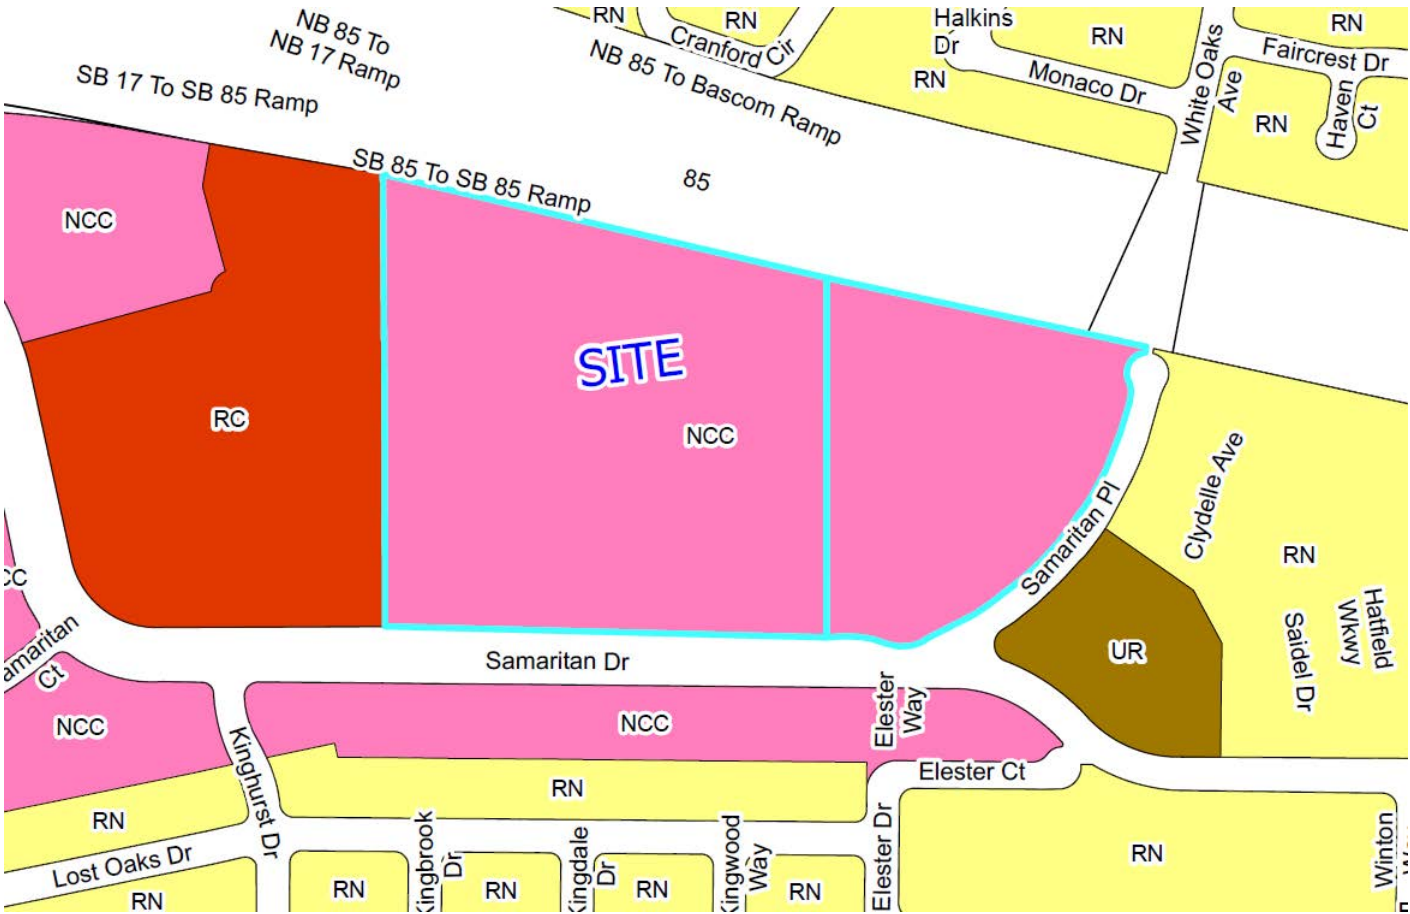 RN
RN
Halkins
Dr
RN
RN
NB 85 To
NB 17 Ramp
Cranford Cir
White Oaks
Ave
Faircrest Dr
SB 17 To SB 85 Ramp
NB 85 To Bascom Ramp
RN
Monaco Dr
RN
Haven
Ct
SB 85 To SB 85 Ramp
85
NCC
SITE
RC
NCC
Clydelle Ave
Samaritan Pl
RN
CC
Hatfield
Wkwy
Saidel Dr
UR
amaritan
Ct
Samaritan Dr
NCC
NCC
Elester
Way
Kinghurst Dr
Elester Ct
RN
RN
Lost Oaks Dr
Kingbrook
Dr
Kingdale
Dr
Kingwood
Way
Elester Dr
RN
Winton
RN
RN
RN
RN
RN